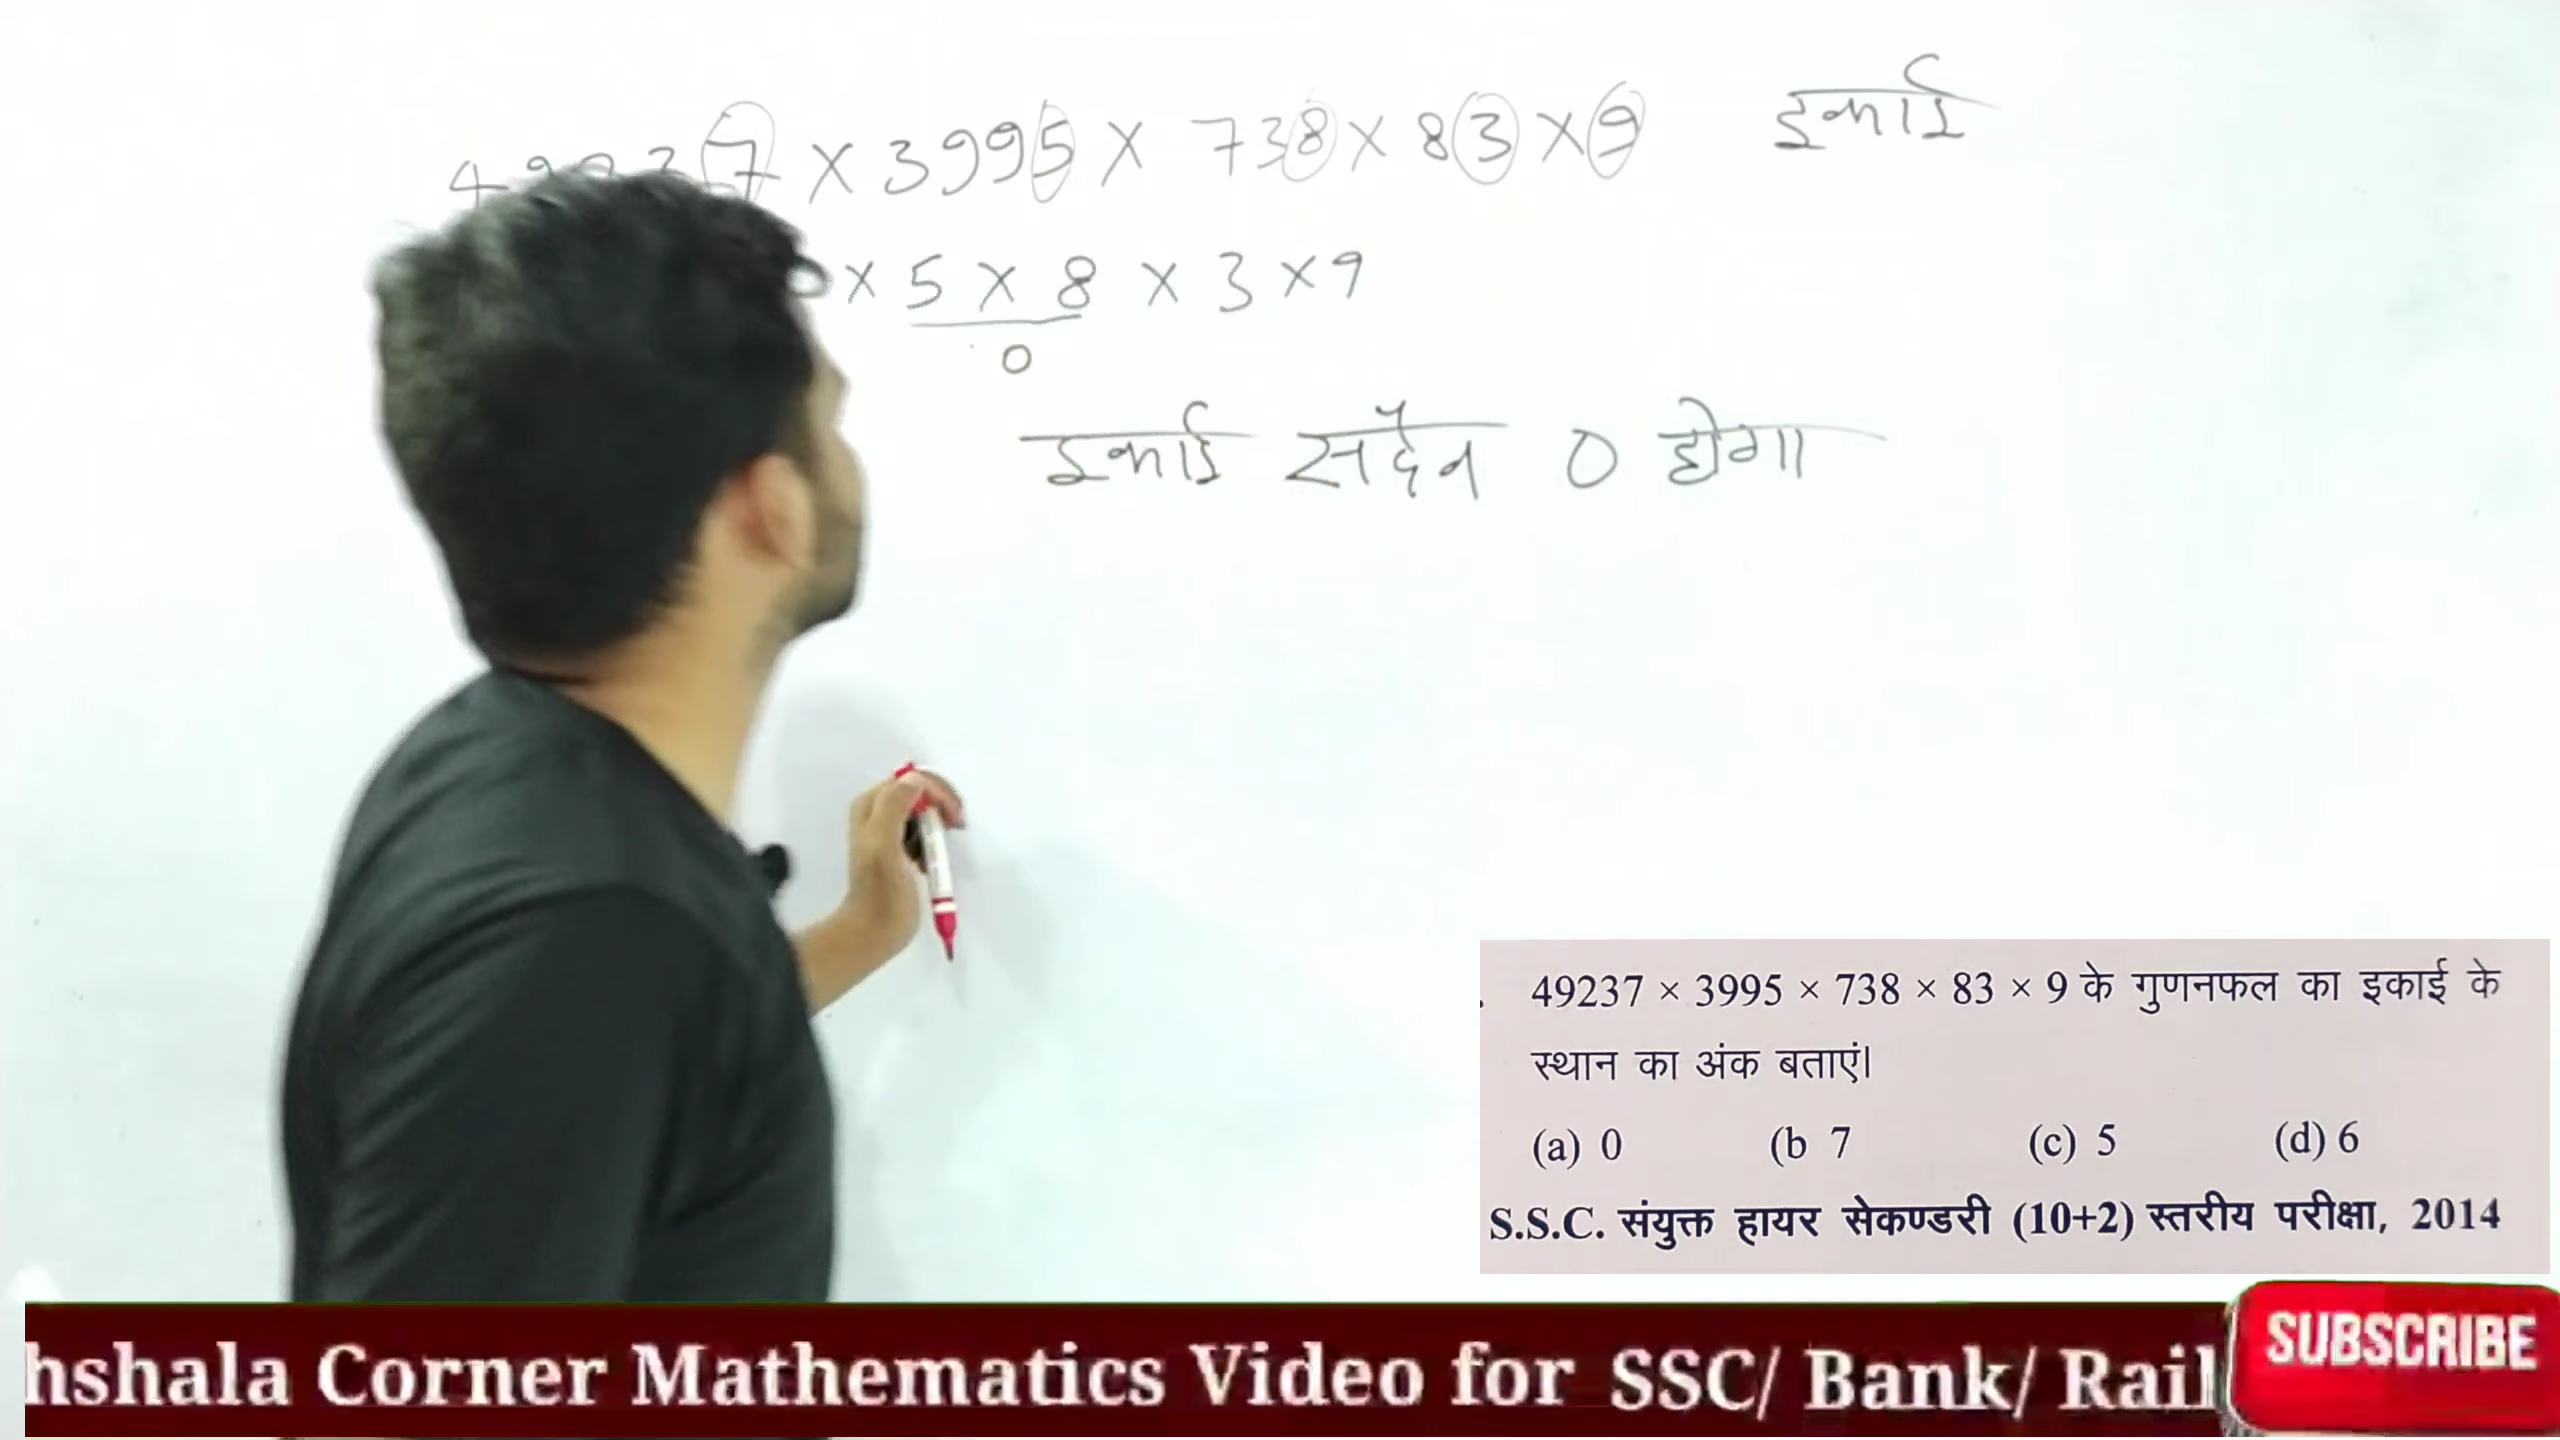 7 × 3995 × 738 × 83 × 9 इकाई
× 5 × 8 × 3 × 9
0
इकाई सदैव 0 होगा
49237 × 3995 × 738 × 83 × 9 के गुणनफल का इकाई के
स्थान का अंक बताएं।
(a) 0 (b 7 (c) 5 (d) 6
S.S.C. संयुक्त हायर सेकण्डरी (10+2) स्तरीय परीक्षा, 2014
hshala Corner Mathematics Video for SSC/ Bank/ Rail
SUBSCRIBE